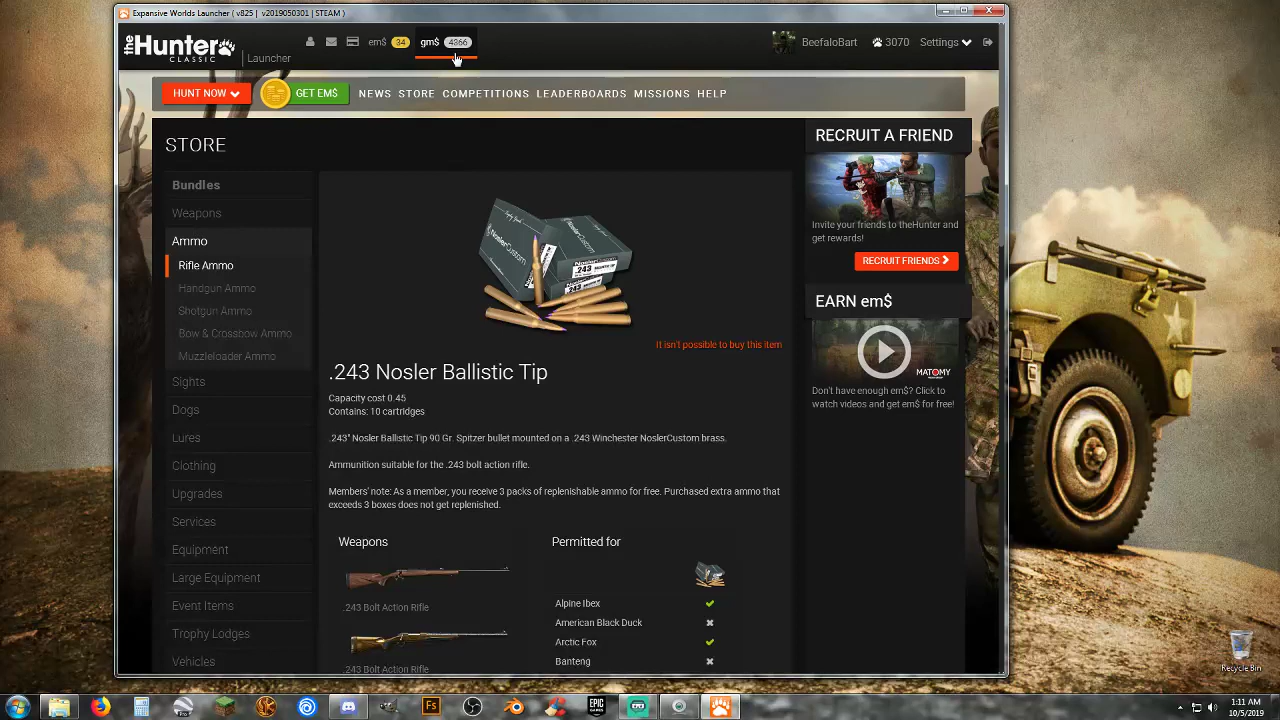 Expansive Worlds Launcher ( v825 | v2019050301 | STEAM )
theHunter CLASSIC
Launcher
em$ 34
gm$ 4366
BeefaloBart
3070
Settings
HUNT NOW
GET EM$
NEWS STORE COMPETITIONS LEADERBOARDS MISSIONS HELP
STORE
Bundles
Weapons
Ammo
Rifle Ammo
Handgun Ammo
Shotgun Ammo
Bow & Crossbow Ammo
Muzzleloader Ammo
Sights
Dogs
Lures
Clothing
Upgrades
Services
Equipment
Large Equipment
Event Items
Trophy Lodges
Vehicles
NoslerCustom
.243
It isn't possible to buy this item
.243 Nosler Ballistic Tip
Capacity cost 0.45
Contains: 10 cartridges
.243" Nosler Ballistic Tip 90 Gr. Spitzer bullet mounted on a .243 Winchester NoslerCustom brass.
Ammunition suitable for the .243 bolt action rifle.
Members' note: As a member, you receive 3 packs of replenishable ammo for free. Purchased extra ammo that
exceeds 3 boxes does not get replenished.
Weapons
.243 Bolt Action Rifle
.243 Bolt Action Rifle
Permitted for
Alpine Ibex
American Black Duck
Arctic Fox
Banteng
RECRUIT A FRIEND
Invite your friends to theHunter and
get rewards!
RECRUIT FRIENDS
EARN em$
MATOMY
Don't have enough em$? Click to
watch videos and get em$ for free!
Recycle Bin
Fs
EPIC
GAMES
1:11 AM
10/5/2019